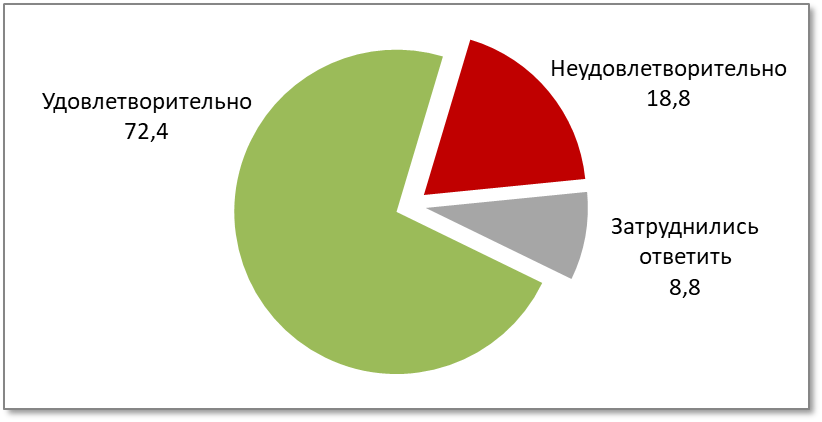 Удовлетворительно
72,4
Неудовлетворительно
18,8
Затруднились
ответить
8,8